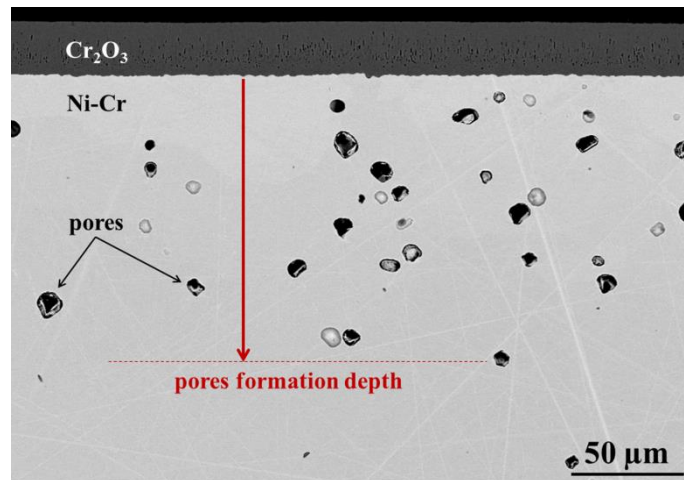 Cr₂O₃
Ni-Cr
pores
pores formation depth
50 µm